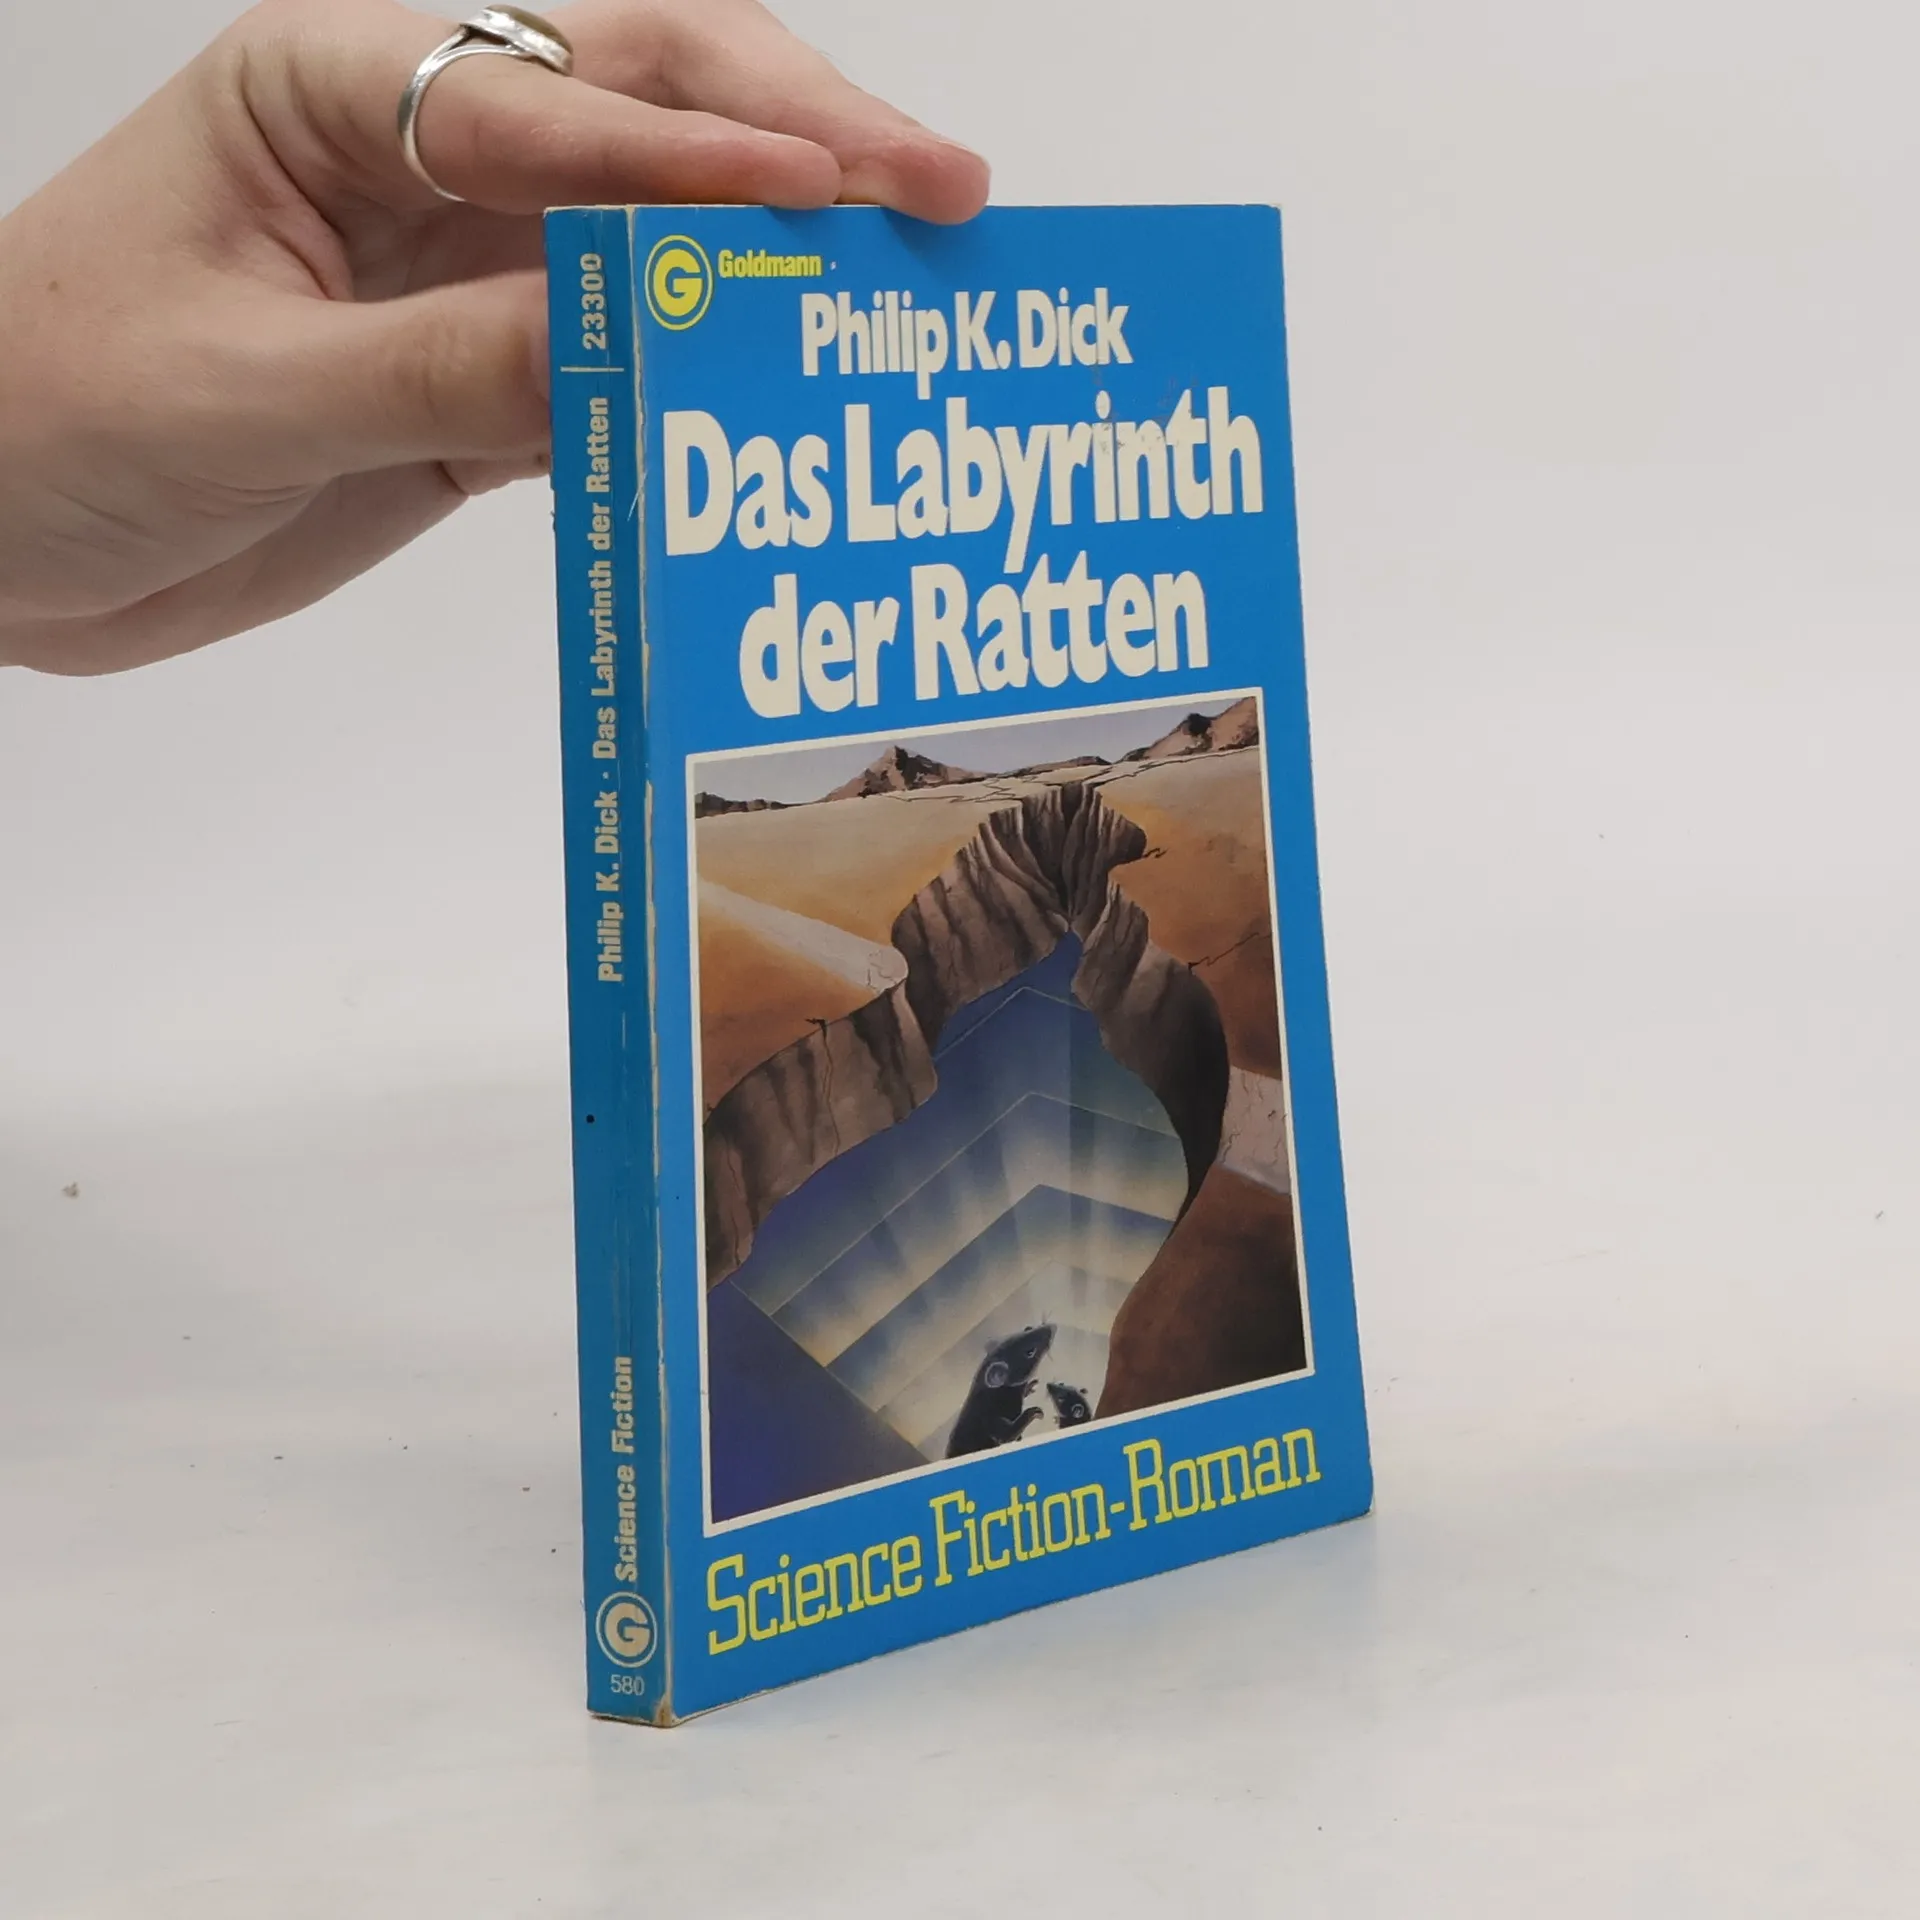 Goldmann
Philip K. Dick
Das Labyrinth
der Ratten
Science Fiction-Roman
23300
Philip K. Dick · Das Labyrinth der Ratten
Science Fiction
G
580
G